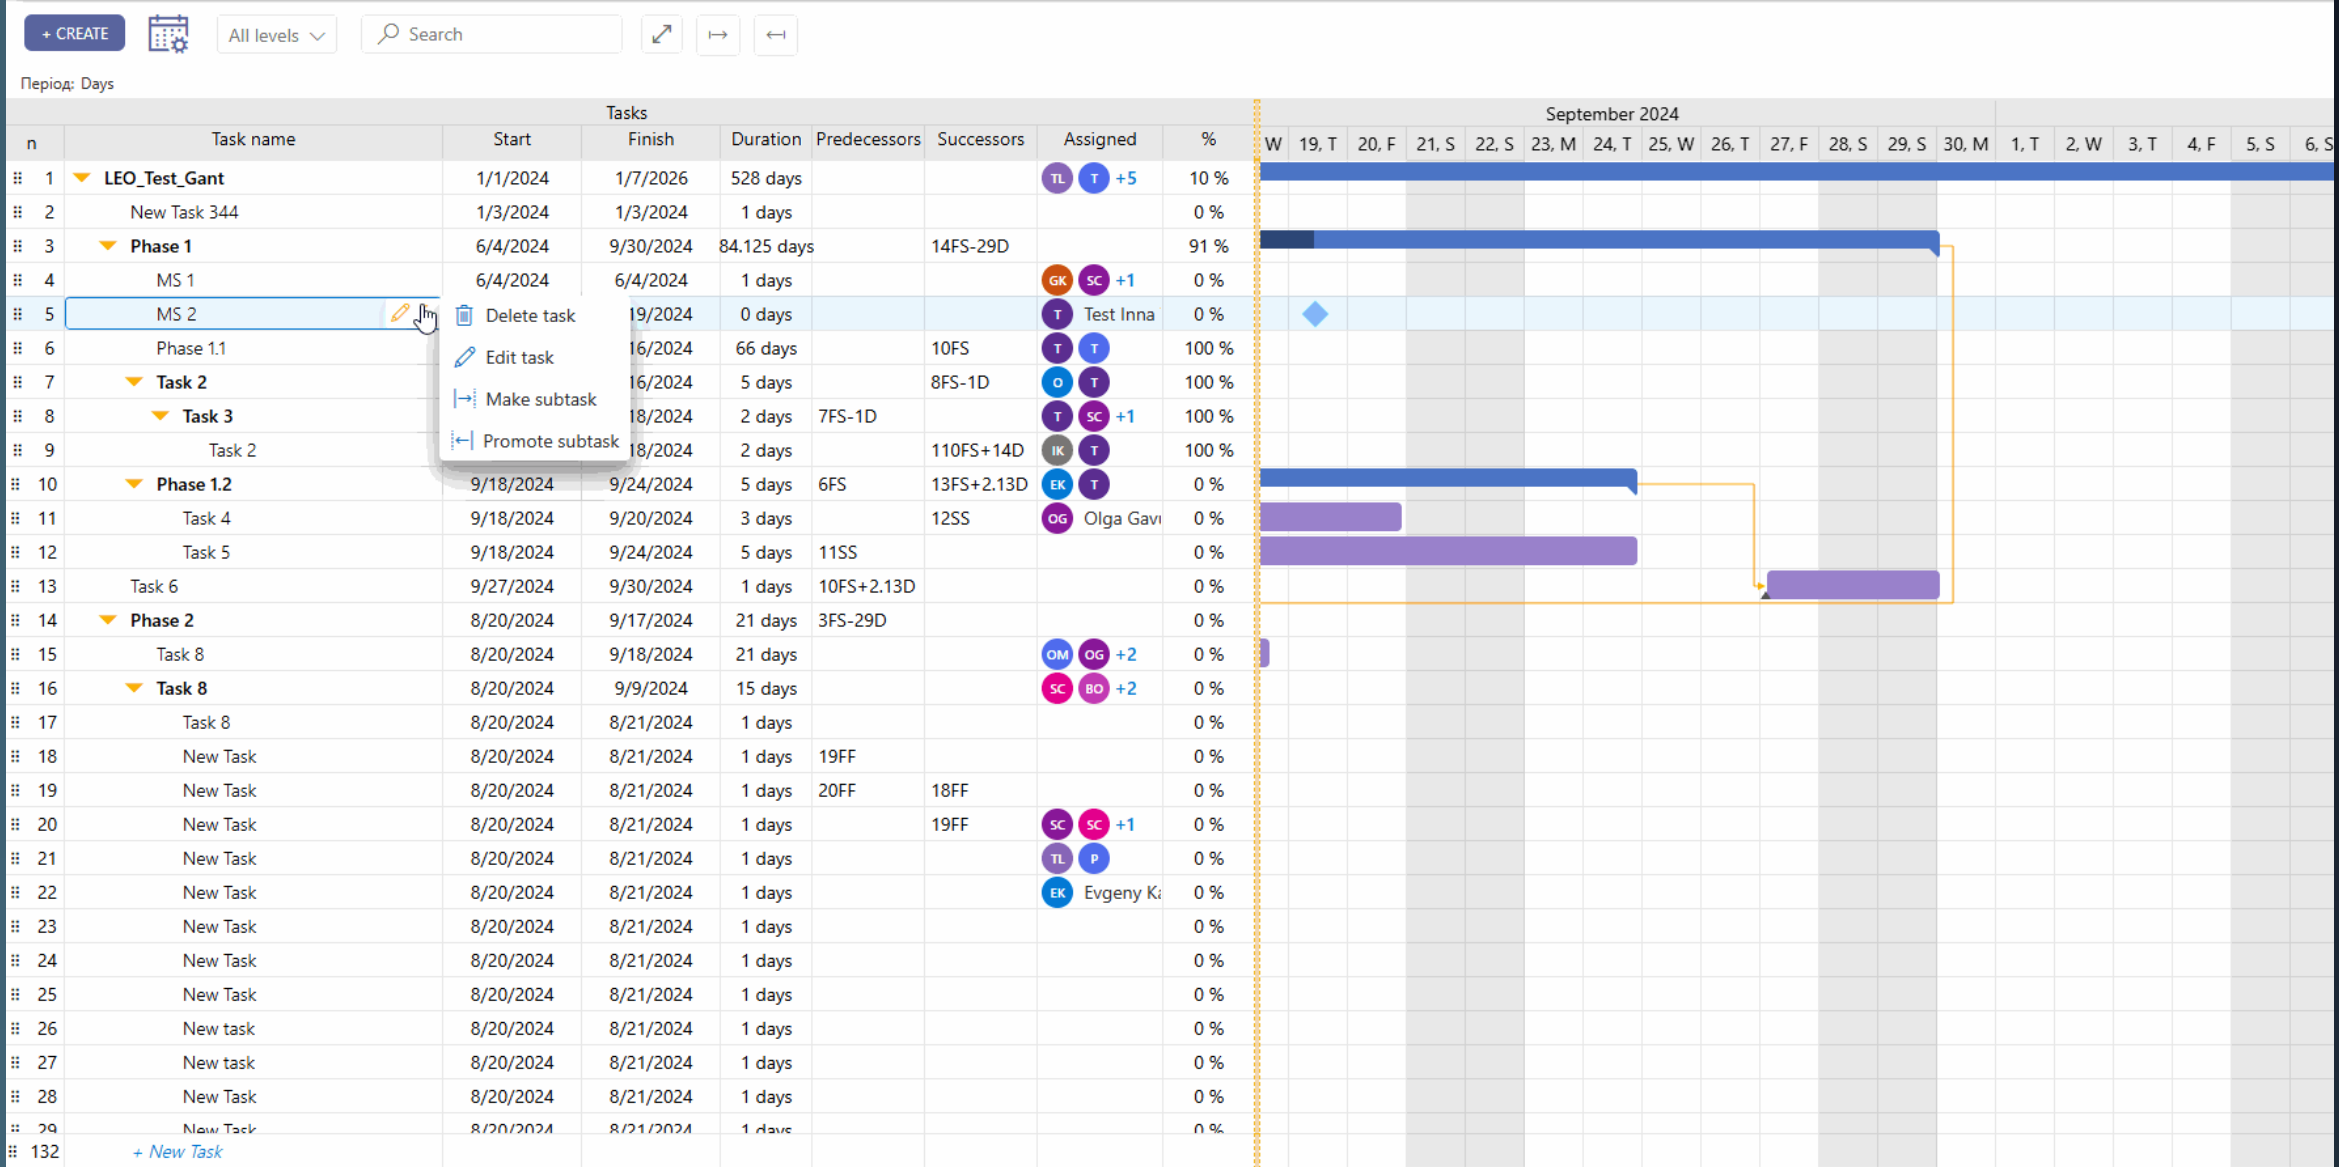 + CREATE All levels Search
Період: Days
Tasks September 2024
n Task name Start Finish Duration Predecessors Successors Assigned % W 19, T 20, F 21, S 22, S 23, M 24, T 25, W 26, T 27, F 28, S 29, S 30, M 1, T 2, W 3, T 4, F 5, S 6, S
1 LEO_Test_Gant 1/1/2024 1/7/2026 528 days TL T +5 10 %
2 New Task 344 1/3/2024 1/3/2024 1 days 0 %
3 Phase 1 6/4/2024 9/30/2024 84.125 days 14FS-29D 91 %
4 MS 1 6/4/2024 6/4/2024 1 days GK SC +1 0 %
5 MS 2 Delete task 19/2024 0 days T Test Inna 0 %
6 Phase 1.1 Edit task 16/2024 66 days 10FS T T 100 %
7 Task 2 16/2024 5 days 8FS-1D O T 100 %
Make subtask
8 Task 3 18/2024 2 days 7FS-1D T SC +1 100 %
Promote subtask
9 Task 2 18/2024 2 days 110FS+14D IK T 100 %
10 Phase 1.2 9/18/2024 9/24/2024 5 days 6FS 13FS+2.13D EK T 0 %
11 Task 4 9/18/2024 9/20/2024 3 days 12SS OG Olga 0 %
12 Task 5 9/18/2024 9/24/2024 5 days 11SS 0 %
13 Task 6 9/27/2024 9/30/2024 1 days 10FS+2.13D 0 %
14 Phase 2 8/20/2024 9/17/2024 21 days 3FS-29D 0 %
15 Task 8 8/20/2024 9/18/2024 21 days OM OG +2 0 %
16 Task 8 8/20/2024 9/9/2024 15 days SC BO +2 0 %
17 Task 8 8/20/2024 8/21/2024 1 days 0 %
18 New Task 8/20/2024 8/21/2024 1 days 19FF 0 %
19 New Task 8/20/2024 8/21/2024 1 days 20FF 18FF 0 %
20 New Task 8/20/2024 8/21/2024 1 days 19FF SC SC +1 0 %
21 New Task 8/20/2024 8/21/2024 1 days TL P 0 %
22 New Task 8/20/2024 8/21/2024 1 days EK Evgeny 0 %
23 New Task 8/20/2024 8/21/2024 1 days 0 %
24 New Task 8/20/2024 8/21/2024 1 days 0 %
25 New Task 8/20/2024 8/21/2024 1 days 0 %
26 New task 8/20/2024 8/21/2024 1 days 0 %
27 New task 8/20/2024 8/21/2024 1 days 0 %
28 New Task 8/20/2024 8/21/2024 1 days 0 %
29 New Task 8/20/2024 8/21/2024 1 days 0 %
132 + New Task